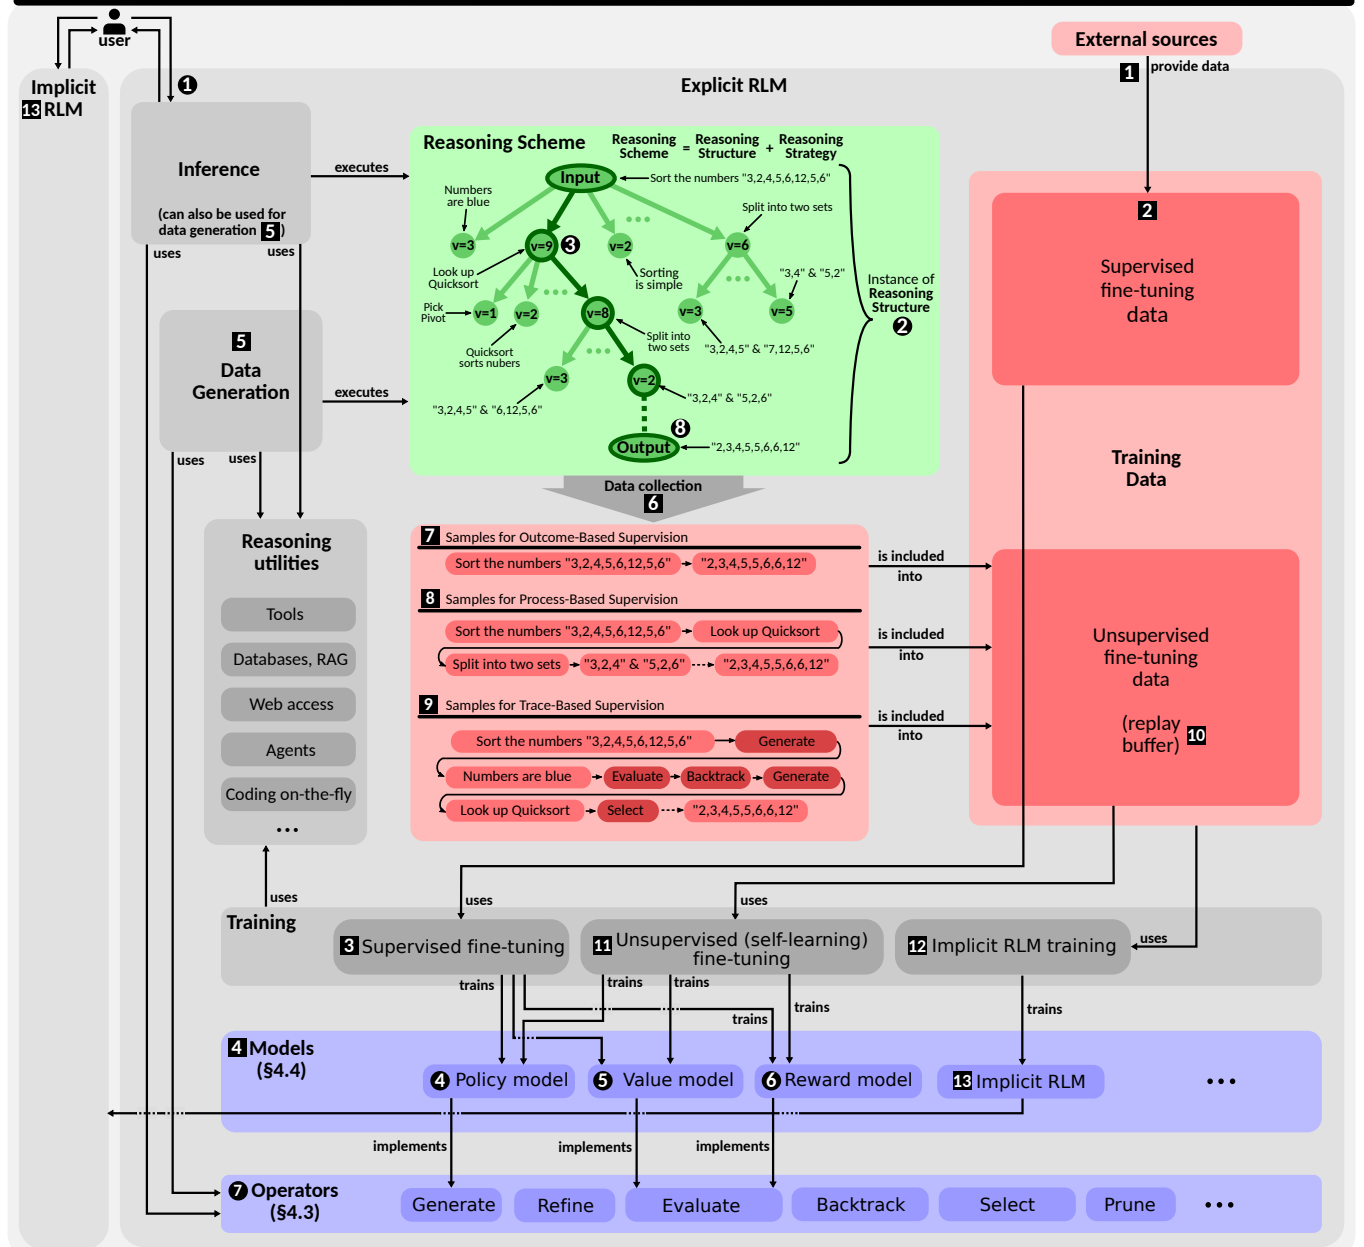 user
External sources
provide data
1
Implicit
13 RLM
1
Explicit RLM
Inference
(can also be used for
data generation 5 )
executes
uses
uses
Reasoning Scheme
Reasoning Scheme = Reasoning Structure + Reasoning Strategy
Input
Sort the numbers "3,2,4,5,6,12,5,6"
Numbers
are blue
Split into two sets
v=3
v=9
3
v=2
v=6
Look up
Quicksort
Sorting
is simple
"3,4" & "5,2"
Pick
Pivot
v=1
v=2
v=8
v=3
v=5
Quicksort
sorts nubers
Split into
two sets
"3,2,4,5" & "7,12,5,6"
v=3
v=2
"3,2,4,5" & "6,12,5,6"
"3,2,4" & "5,2,6"
8
Output
"2,3,4,5,5,6,6,12"
Instance of
Reasoning
Structure
2
5
Data
Generation
executes
uses
uses
2
Supervised
fine-tuning
data
Training
Data
Data collection
6
7 Samples for Outcome-Based Supervision
Sort the numbers "3,2,4,5,6,12,5,6"
"2,3,4,5,5,6,6,12"
is included
into
8 Samples for Process-Based Supervision
Sort the numbers "3,2,4,5,6,12,5,6"
Look up Quicksort
Split into two sets
"3,2,4" & "5,2,6"
"2,3,4,5,5,6,6,12"
is included
into
9 Samples for Trace-Based Supervision
Sort the numbers "3,2,4,5,6,12,5,6"
Generate
Numbers are blue
Evaluate
Backtrack
Generate
Look up Quicksort
Select
"2,3,4,5,5,6,6,12"
is included
into
Unsupervised
fine-tuning
data
(replay
buffer) 10
Reasoning
utilities
Tools
Databases, RAG
Web access
Agents
Coding on-the-fly
...
uses
uses
uses
uses
Training
3 Supervised fine-tuning
11 Unsupervised (self-learning)
fine-tuning
12 Implicit RLM training
trains
trains
trains
trains
trains
trains
4 Models
(§4.4)
4 Policy model
5 Value model
6 Reward model
13 Implicit RLM
...
implements
implements
implements
7 Operators
(§4.3)
Generate
Refine
Evaluate
Backtrack
Select
Prune
...